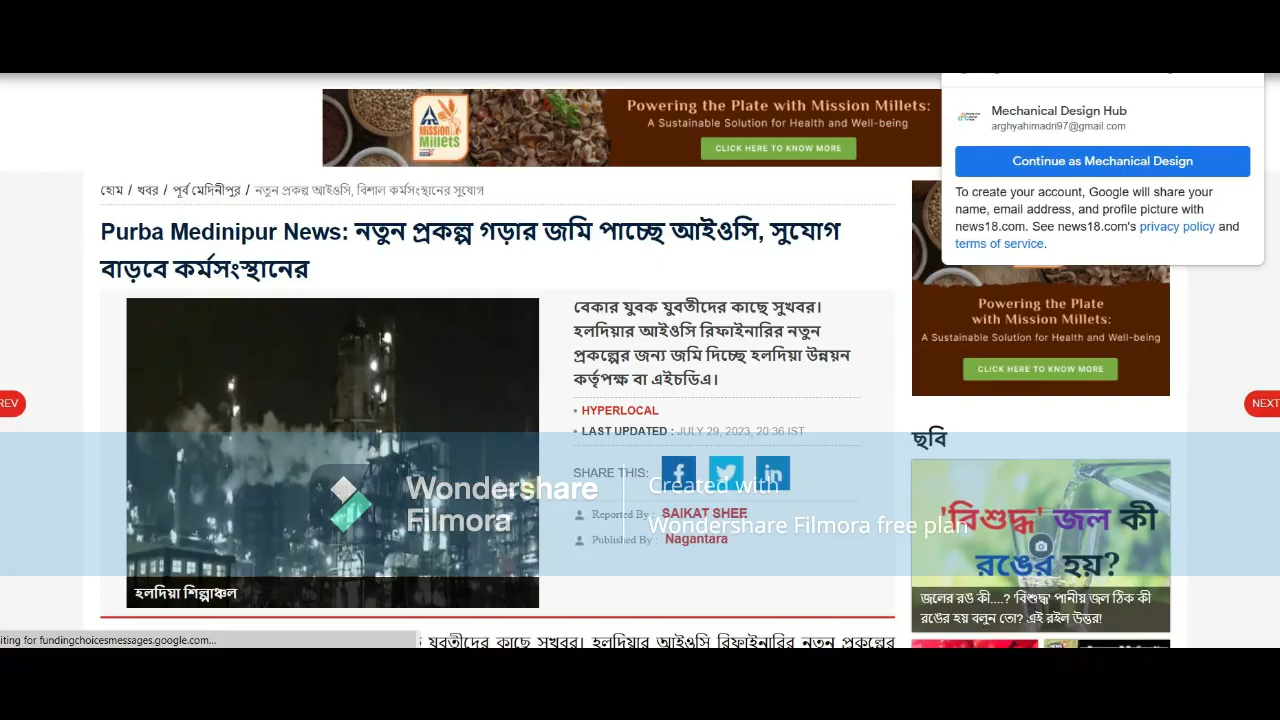 Powering the Plate with Mission Millets:
A Sustainable Solution for Health and Well-being
CLICK HERE TO KNOW MORE
Mission
Millets
Mechanical Design Hub
arghyahimadri97@gmail.com
Continue as Mechanical Design
To create your account, Google will share your
name, email address, and profile picture with
news18.com. See news18.com's privacy policy and
terms of service.
হোম / খবর / পূর্ব মেদিনীপুর / নতুন প্রকল্প আইওসি, বিশাল কর্মসংস্থানের সুযোগ
Purba Medinipur News: নতুন প্রকল্প গড়ার জমি পাচ্ছে আইওসি, সুযোগ
বাড়বে কর্মসংস্থানের
বেকার যুবক যুবতীদের কাছে সুখবর।
হলদিয়ার আইওসি রিফাইনারির নতুন
প্রকল্পের জন্য জমি দিচ্ছে হলদিয়া উন্নয়ন
কর্তৃপক্ষ বা এইচডিএ।
HYPERLOCAL
LAST UPDATED : JULY 29, 2023, 20:36 IST
SHARE THIS:
Reported By : SAIKAT SHEE
Published By : Nagantara
হলদিয়া শিল্পাঞ্চল
Wondershare
Filmora
Created with
Wondershare Filmora free plan
Powering the Plate
with Mission Millets:
A Sustainable Solution for Health and Well-being
CLICK HERE TO KNOW MORE
REV
NEXT
ছবি
'বিশুদ্ধ' জল কী
রঙের হয়?
জলের রঙ কী....? 'বিশুদ্ধ' পানীয় জল ঠিক কী
রঙের হয় বলুন তো? এই রইল উত্তর!
iting for fundingchoicesmessages.google.com...
যুবতীদের কাছে সুখবর। হলদিয়ার আইওসি রিফাইনারির নতুন প্রকল্পের